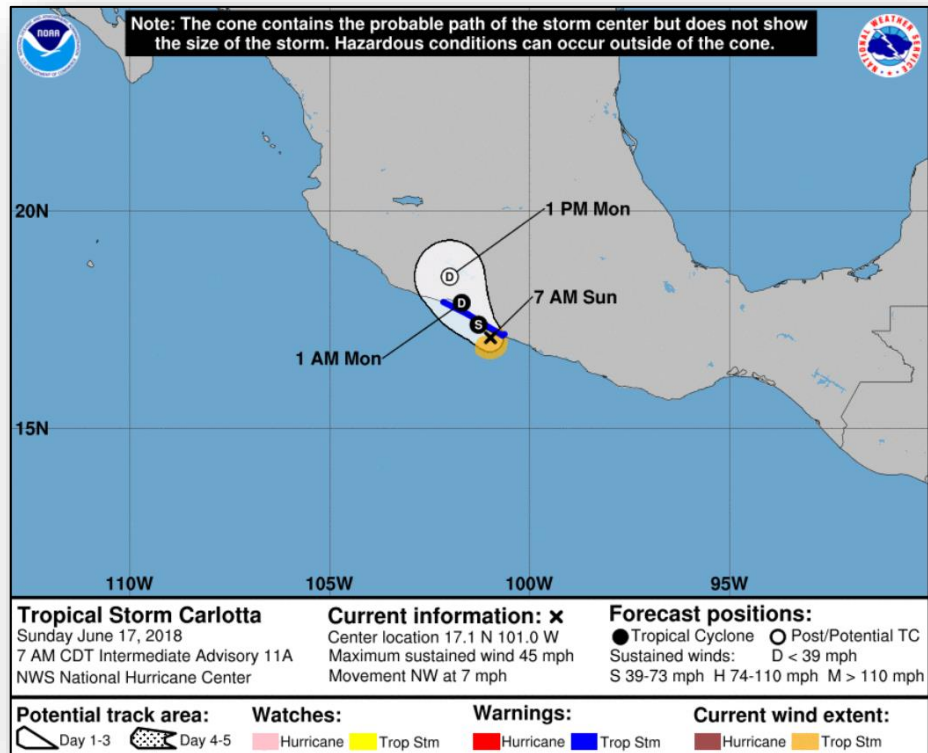 Note: The cone contains the probable path of the storm center but does not show
the size of the storm. Hazardous conditions can occur outside of the cone.
NOAA
NATIONAL WEATHER SERVICE
20N
1 PM Mon
D
7 AM Sun
D
S
1 AM Mon
15N
110W 105W 100W 95W
Tropical Storm Carlotta
Sunday June 17, 2018
7 AM CDT Intermediate Advisory 11A
NWS National Hurricane Center
Current information: x
Center location 17.1 N 101.0 W
Maximum sustained wind 45 mph
Movement NW at 7 mph
Forecast positions:
Tropical Cyclone Post/Potential TC
Sustained winds: D < 39 mph
S 39-73 mph H 74-110 mph M > 110 mph
Potential track area:
Day 1-3 Day 4-5
Watches:
Hurricane Trop Stm
Warnings:
Hurricane Trop Stm
Current wind extent:
Hurricane Trop Stm